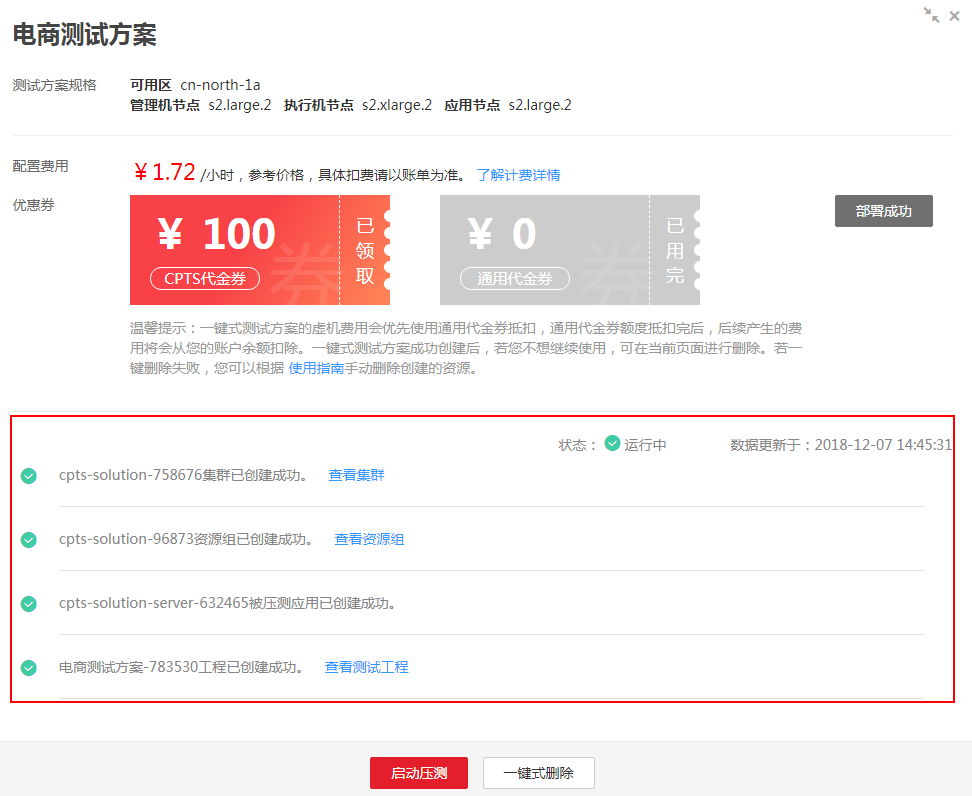 电商测试方案
测试方案规格 可用区 cn-north-1a
管理机节点 s2.large.2 执行机节点 s2.xlarge.2 应用节点 s2.large.2
配置费用 ¥1.72 /小时，参考价格，具体扣费请以账单为准。 了解计费详情
优惠券
¥ 100
CPTS代金券
券
已领取
¥ 0
通用代金券
券
已用完
部署成功
温馨提示：一键式测试方案的虚机费用会优先使用通用代金券抵扣，通用代金券额度抵扣完后，后续产生的费
用将会从您的账户余额扣除。一键式测试方案成功创建后，若您不想继续使用，可在当前页面进行删除。若一
键删除失败，您可以根据 使用指南手动删除创建的资源。
状态： 运行中 数据更新于：2018-12-07 14:45:31
cpts-solution-758676集群已创建成功。 查看集群
cpts-solution-96873资源组已创建成功。 查看资源组
cpts-solution-server-632465被压测应用已创建成功。
电商测试方案-783530工程已创建成功。 查看测试工程
启动压测 一键式删除